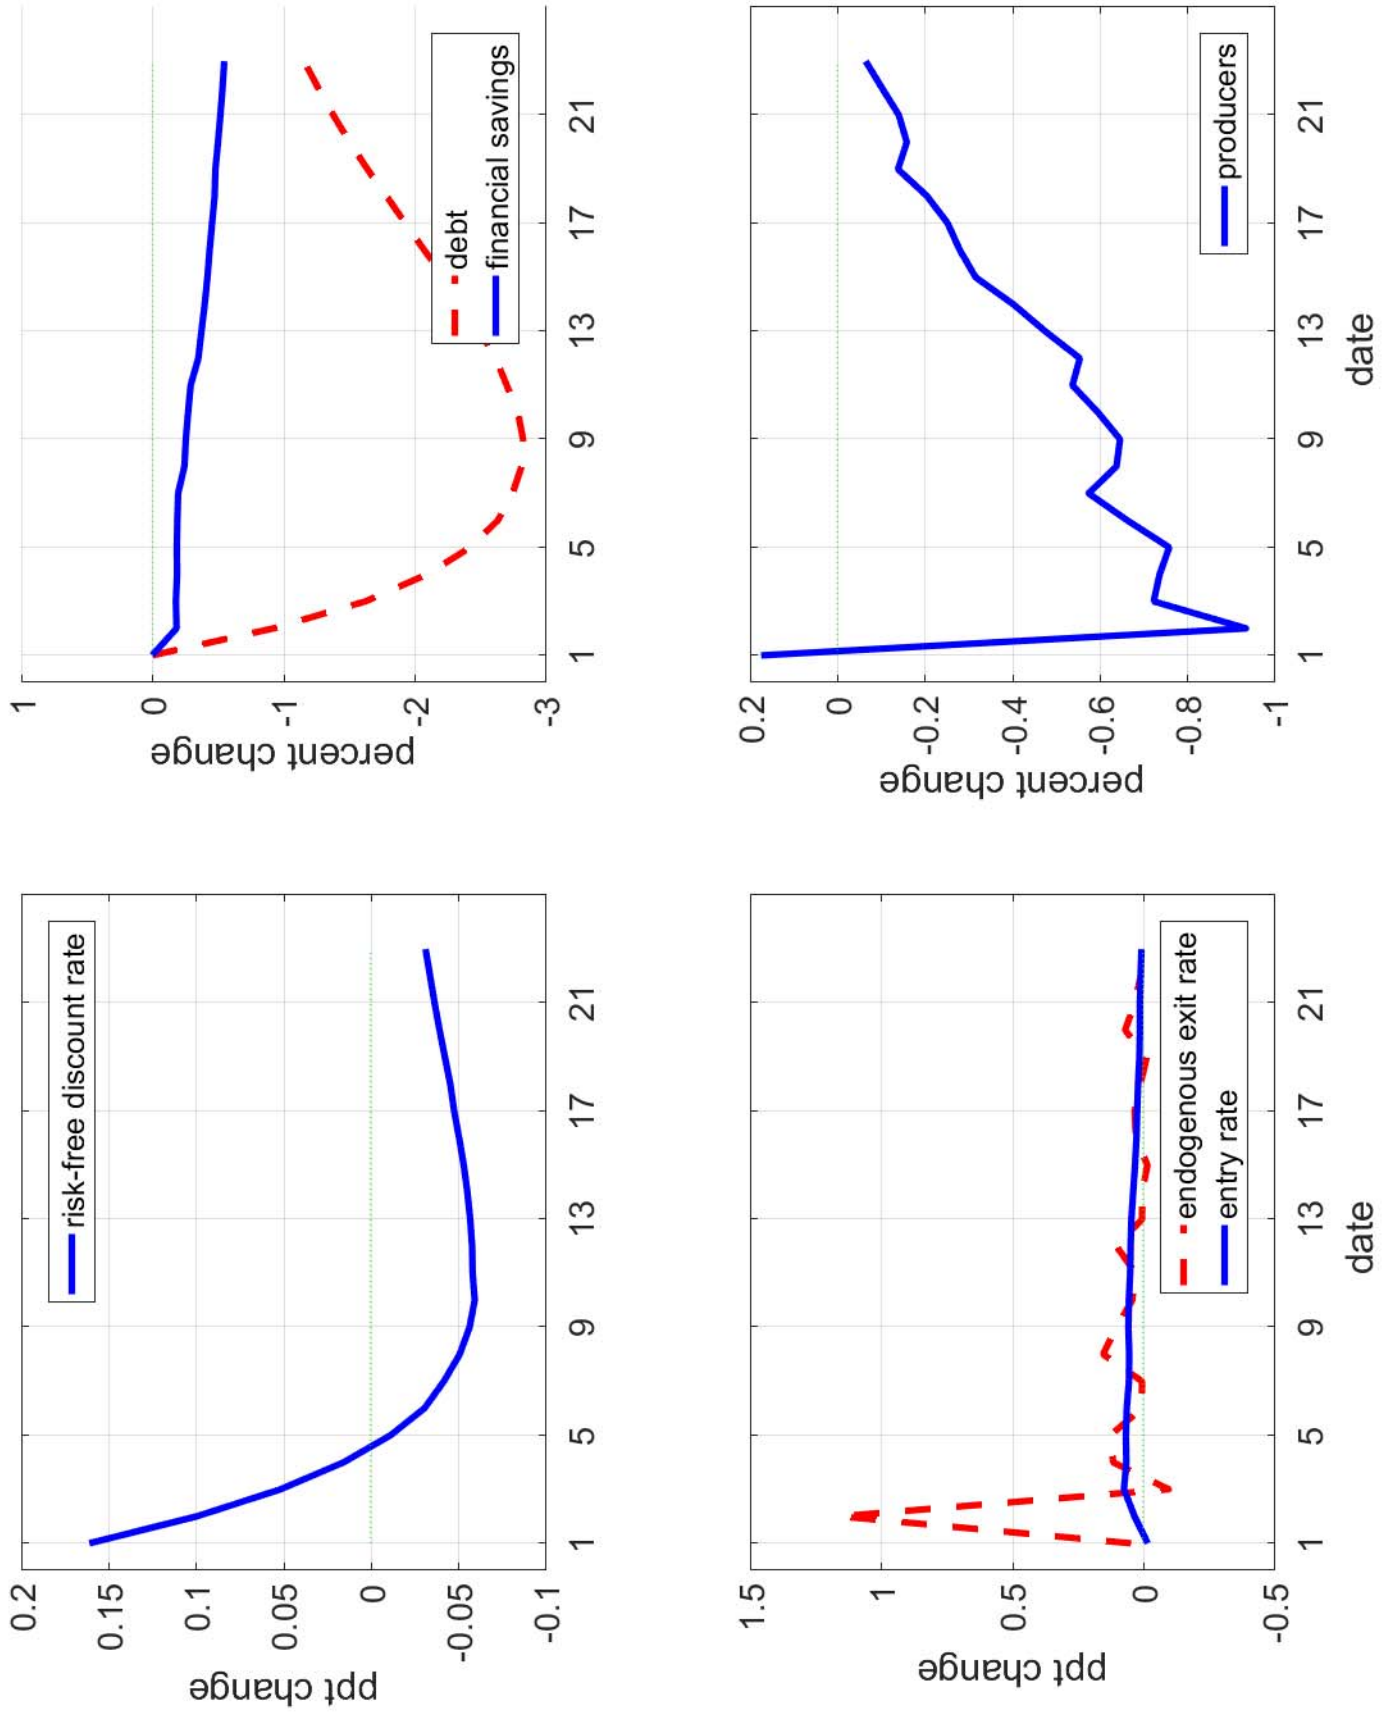 0.2
0.15
0.1
0.05
0
-0.05
-0.1
ppt change
risk-free discount rate
1 5 9 13 17 21
1
0
-1
-2
-3
percent change
debt
financial savings
1 5 9 13 17 21
1.5
1
0.5
0
-0.5
ppt change
endogenous exit rate
entry rate
1 5 9 13 17 21
date
0.2
0
-0.2
-0.4
-0.6
-0.8
-1
percent change
producers
1 5 9 13 17 21
date